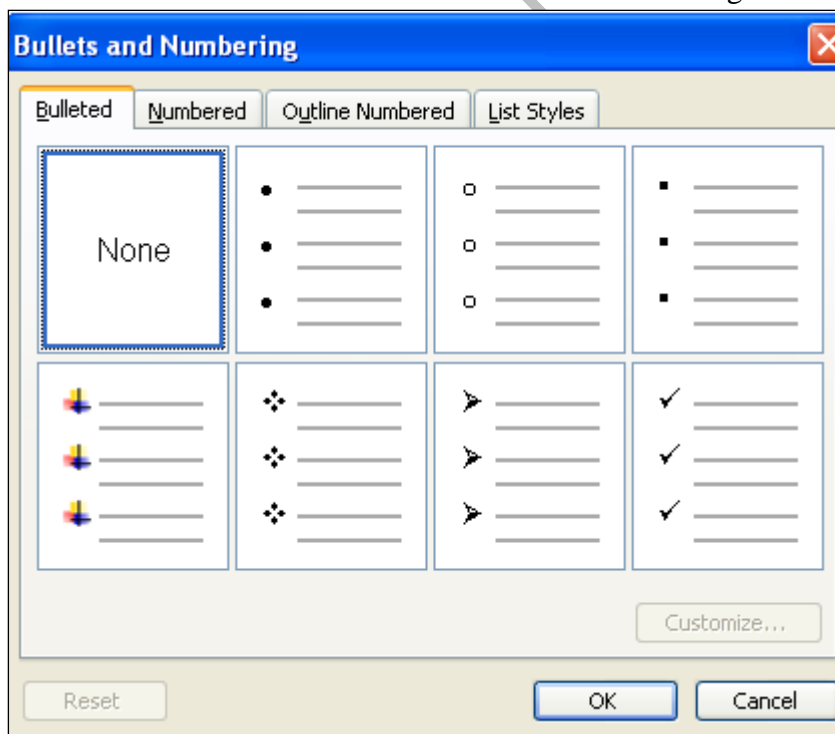 Bullets and Numbering
Bulleted
Numbered
Outline Numbered
List Styles
None
Customize...
Reset
OK
Cancel